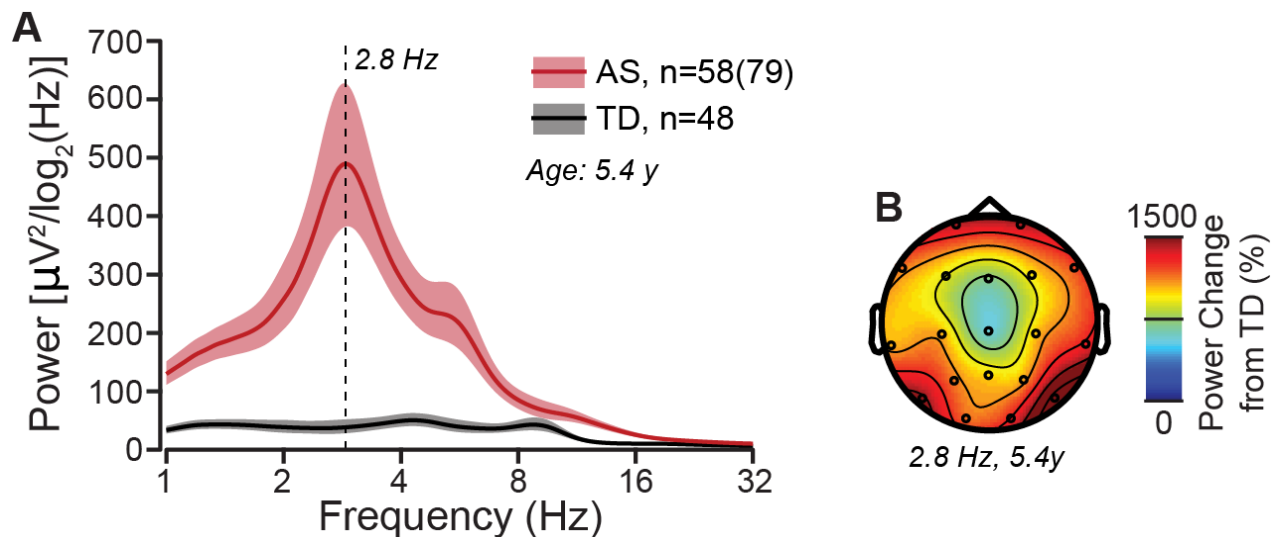 A
700
600
500
400
300
200
100
0
Power [µV²/log₂(Hz)]
2.8 Hz
AS, n=58(79)
TD, n=48
Age: 5.4 y
1 2 4 8 16 32
Frequency (Hz)
B
1500
0
Power Change
from TD (%)
2.8 Hz, 5.4y